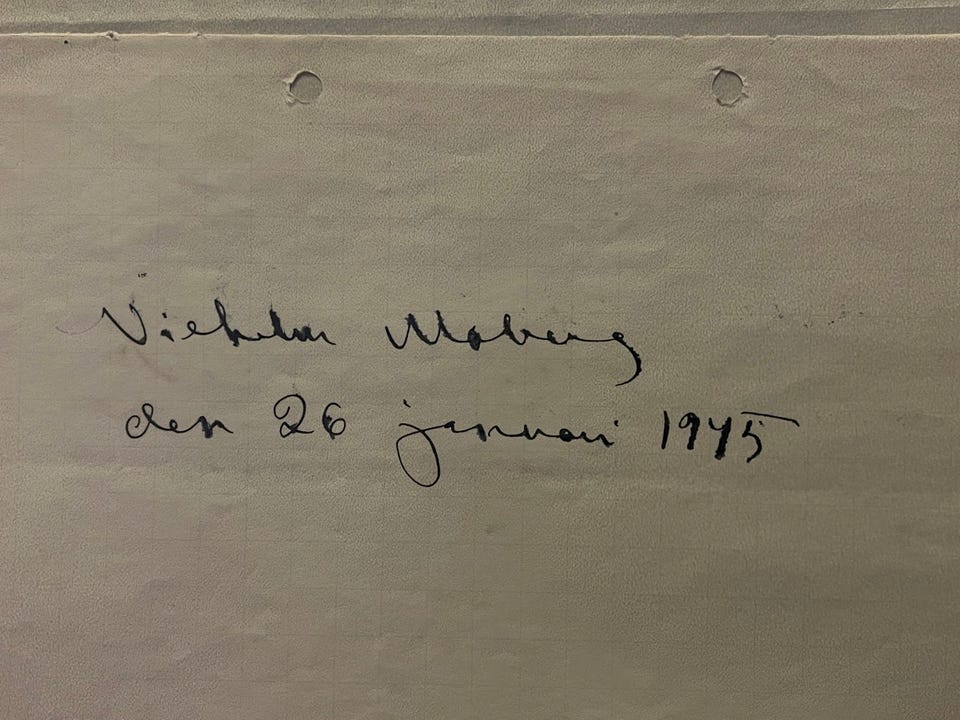 Vilhelm Moberg
den 26 januari 1945